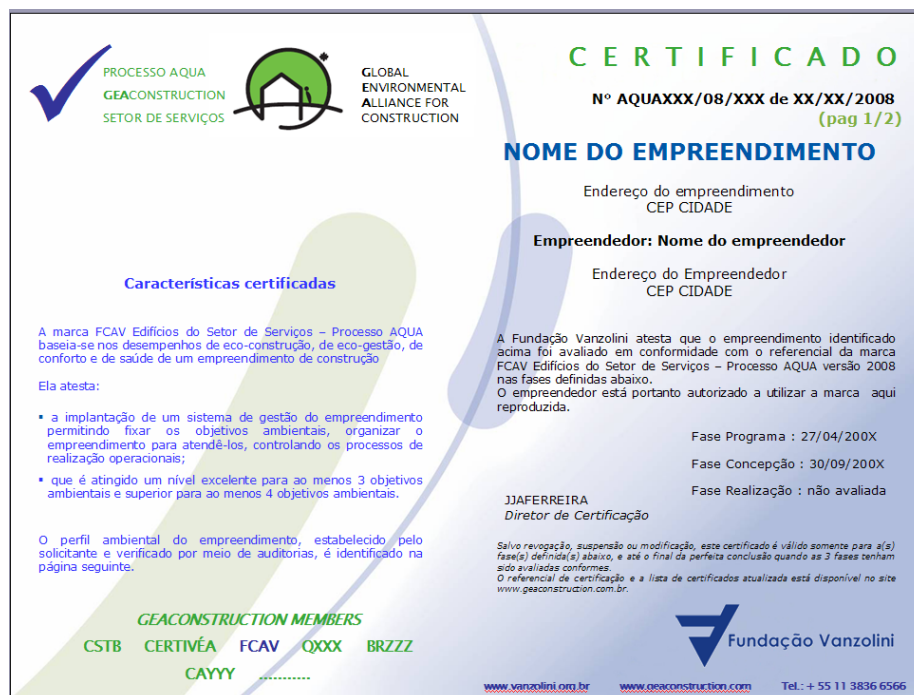 PROCESSO AQUA
GEACONSTRUCTION
SETOR DE SERVIÇOS
GLOBAL
ENVIRONMENTAL
ALLIANCE FOR
CONSTRUCTION
Características certificadas
A marca FCAV Edifícios do Setor de Serviços – Processo AQUA
baseia-se nos desempenhos de eco-construção, de eco-gestão, de
conforto e de saúde de um empreendimento de construção
Ela atesta:
▪ a implantação de um sistema de gestão do empreendimento
permitindo fixar os objetivos ambientais, organizar o
empreendimento para atendê-los, controlando os processos de
realização operacionais;
▪ que é atingido um nível excelente para ao menos 3 objetivos
ambientais e superior para ao menos 4 objetivos ambientais.
O perfil ambiental do empreendimento, estabelecido pelo
solicitante e verificado por meio de auditorias, é identificado na
página seguinte.
GEACONSTRUCTION MEMBERS
CSTB CERTIVÉA FCAV QXXX BRZZZ
CAYYY ...........
CERTIFICADO
Nº AQUAXXX/08/XXX de XX/XX/2008
(pag 1/2)
NOME DO EMPREENDIMENTO
Endereço do empreendimento
CEP CIDADE
Empreendedor: Nome do empreendedor
Endereço do Empreendedor
CEP CIDADE
A Fundação Vanzolini atesta que o empreendimento identificado
acima foi avaliado em conformidade com o referencial da marca
FCAV Edifícios do Setor de Serviços – Processo AQUA versão 2008
nas fases definidas abaixo.
O empreendedor está portanto autorizado a utilizar a marca aqui
reproduzida.
Fase Programa : 27/04/200X
Fase Concepção : 30/09/200X
Fase Realização : não avaliada
JJAFERREIRA
Diretor de Certificação
Salvo revogação, suspensão ou modificação, este certificado é válido somente para a(s)
fase(s) definida(s) abaixo, e até o final da perfeita conclusão quando as 3 fases tenham
sido avaliadas conformes.
O referencial de certificação e a lista de certificados atualizada está disponível no site
www.geaconstruction.com.br.
Fundação Vanzolini
www.vanzolini.org.br www.geaconstruction.com Tel.: + 55 11 3836 6566